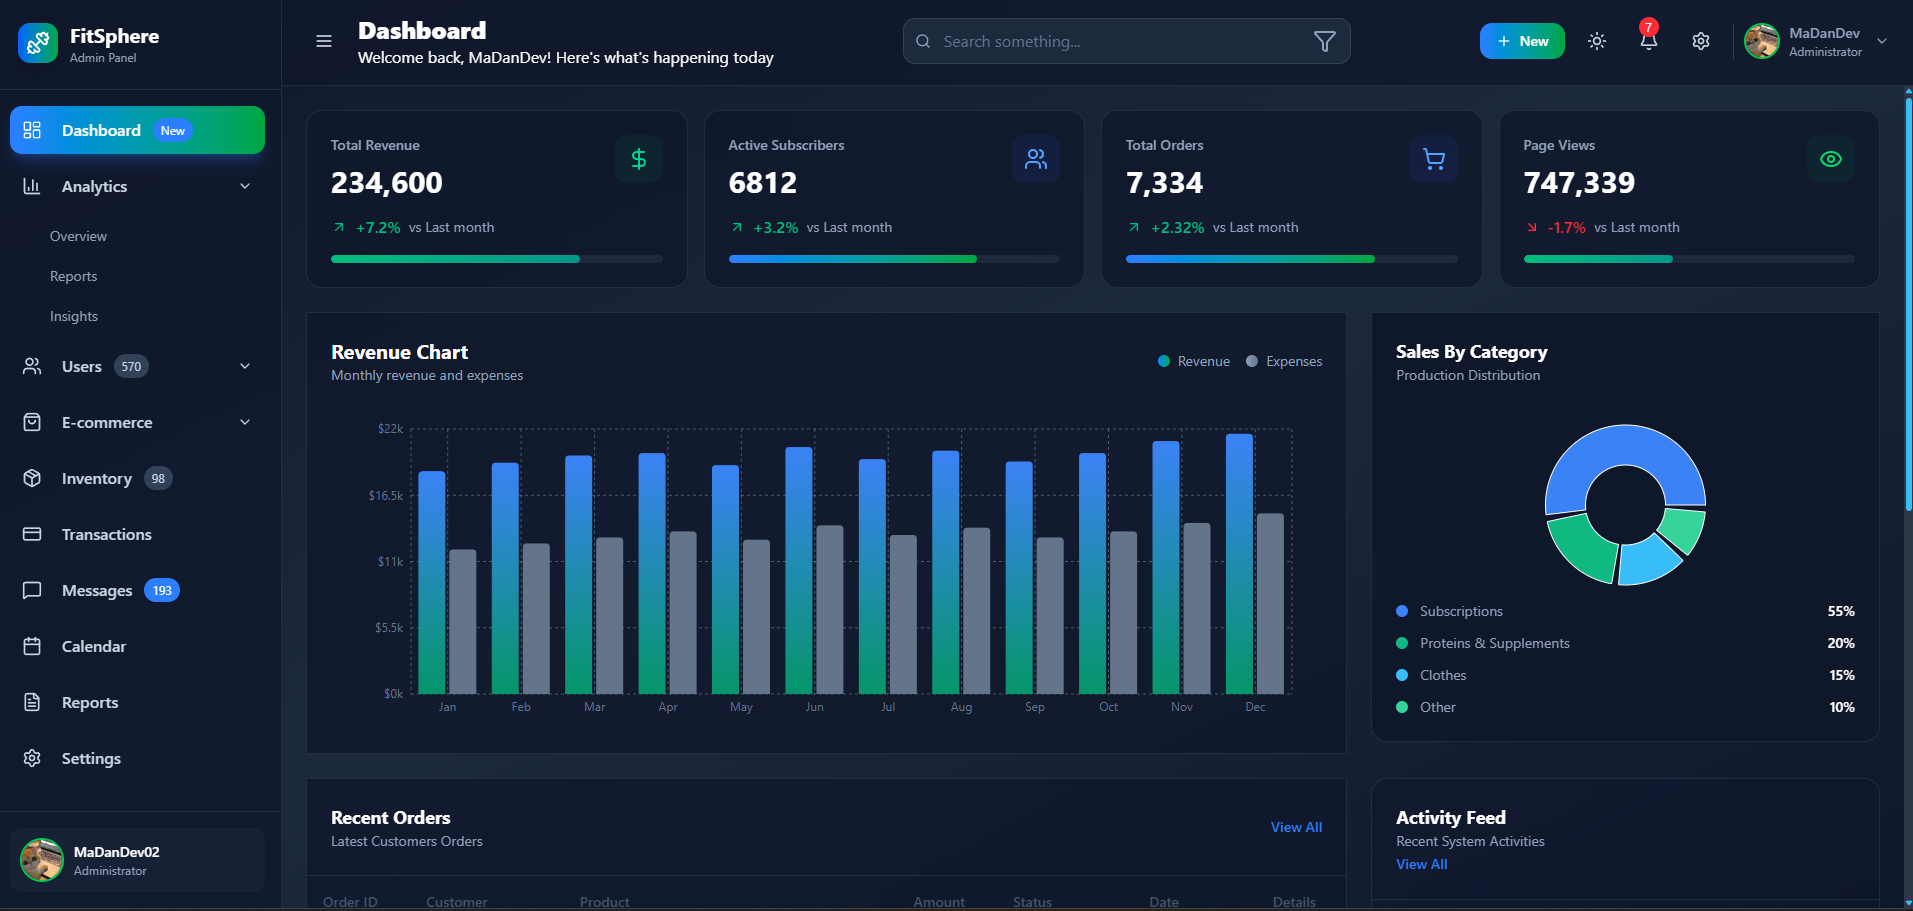 FitSphere
Admin Panel
Dashboard New
Analytics
Overview
Reports
Insights
Users 570
E-commerce
Inventory 98
Transactions
Messages 193
Calendar
Reports
Settings
MaDanDev02
Administrator
Dashboard
Welcome back, MaDanDev! Here's what's happening today
Search something...
New
7
MaDanDev
Administrator
Total Revenue
234,600
+7.2% vs Last month
Active Subscribers
6812
+3.2% vs Last month
Total Orders
7,334
+2.32% vs Last month
Page Views
747,339
-1.7% vs Last month
Revenue Chart
Monthly revenue and expenses
Revenue Expenses
$22k
$16.5k
$11k
$5.5k
$0k
Jan Feb Mar Apr May Jun Jul Aug Sep Oct Nov Dec
Sales By Category
Production Distribution
Subscriptions 55%
Proteins & Supplements 20%
Clothes 15%
Other 10%
Recent Orders
Latest Customers Orders
View All
Order ID Customer Product Amount Status Date Details
Activity Feed
Recent System Activities
View All